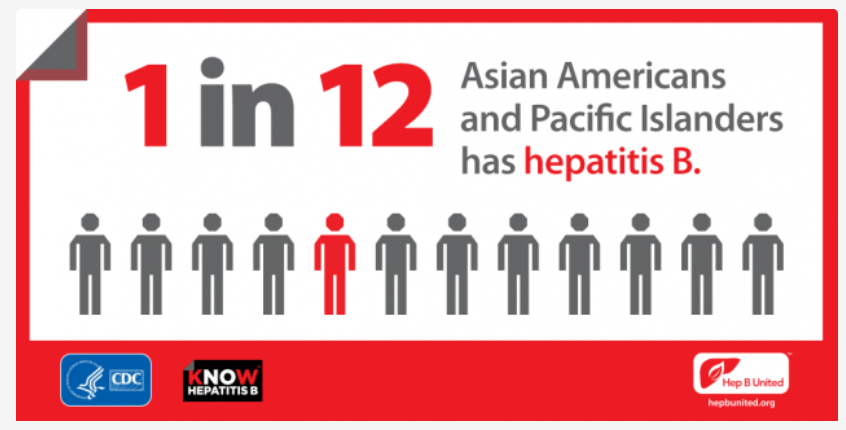 1 in 12
Asian Americans
and Pacific Islanders
has hepatitis B.
CDC
KNOW
HEPATITIS B
Hep B United
hepbunited.org